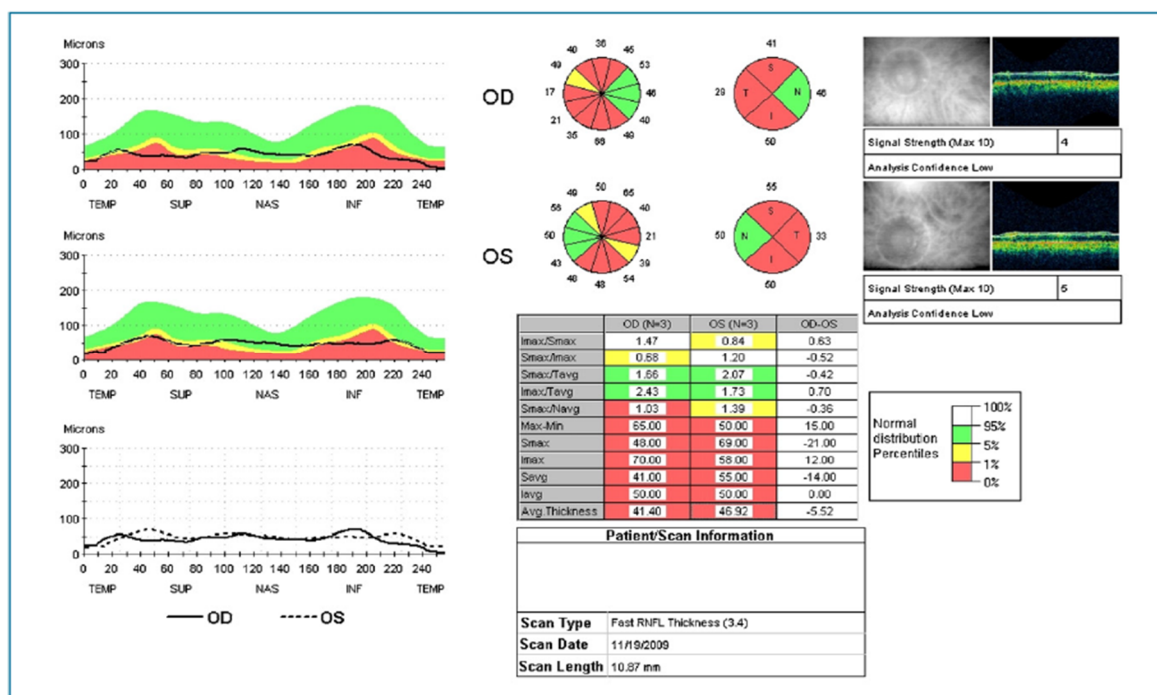 Microns
300
200
100
0
0 20 40 60 80 100 120 140 160 180 200 220 240
TEMP SUP NAS INF TEMP
Microns
300
200
100
0
0 20 40 60 80 100 120 140 160 180 200 220 240
TEMP SUP NAS INF TEMP
300
200
100
0
0 20 40 60 80 100 120 140 160 180 200 220 240
TEMP SUP NAS INF TEMP
OD OS
OD
40 45
49 53
17 46
21 40
35 49
41
S
T N
I
50
OS
50
49 65
56 40
50 21
43 39
54
48
55
50 N S T 33
I
50
Signal Strength (Max 10) 4
Analysis Confidence Low
Signal Strength (Max 10) 5
Analysis Confidence Low
OD (N=3) OS (N=3) OD-OS
Imax/Smax 1.47 0.84 0.63
Smax/Imax 0.68 1.20 -0.52
Smax/Tavg 1.66 2.07 -0.42
Imax/Tavg 2.43 1.73 0.70
Smax/Navg 1.03 1.39 -0.36
Max-Min 65.00 50.00 15.00
Smax 48.00 69.00 -21.00
Imax 70.00 58.00 12.00
Savg 41.00 55.00 -14.00
Iavg 50.00 50.00 0.00
Avg.Thickness 41.40 46.92 -5.52
Normal
distribution
Percentiles
100%
95%
5%
1%
0%
Patient/Scan Information
Scan Type Fast RNFL Thickness (3.4)
Scan Date 11/19/2009
Scan Length 10.87 mm